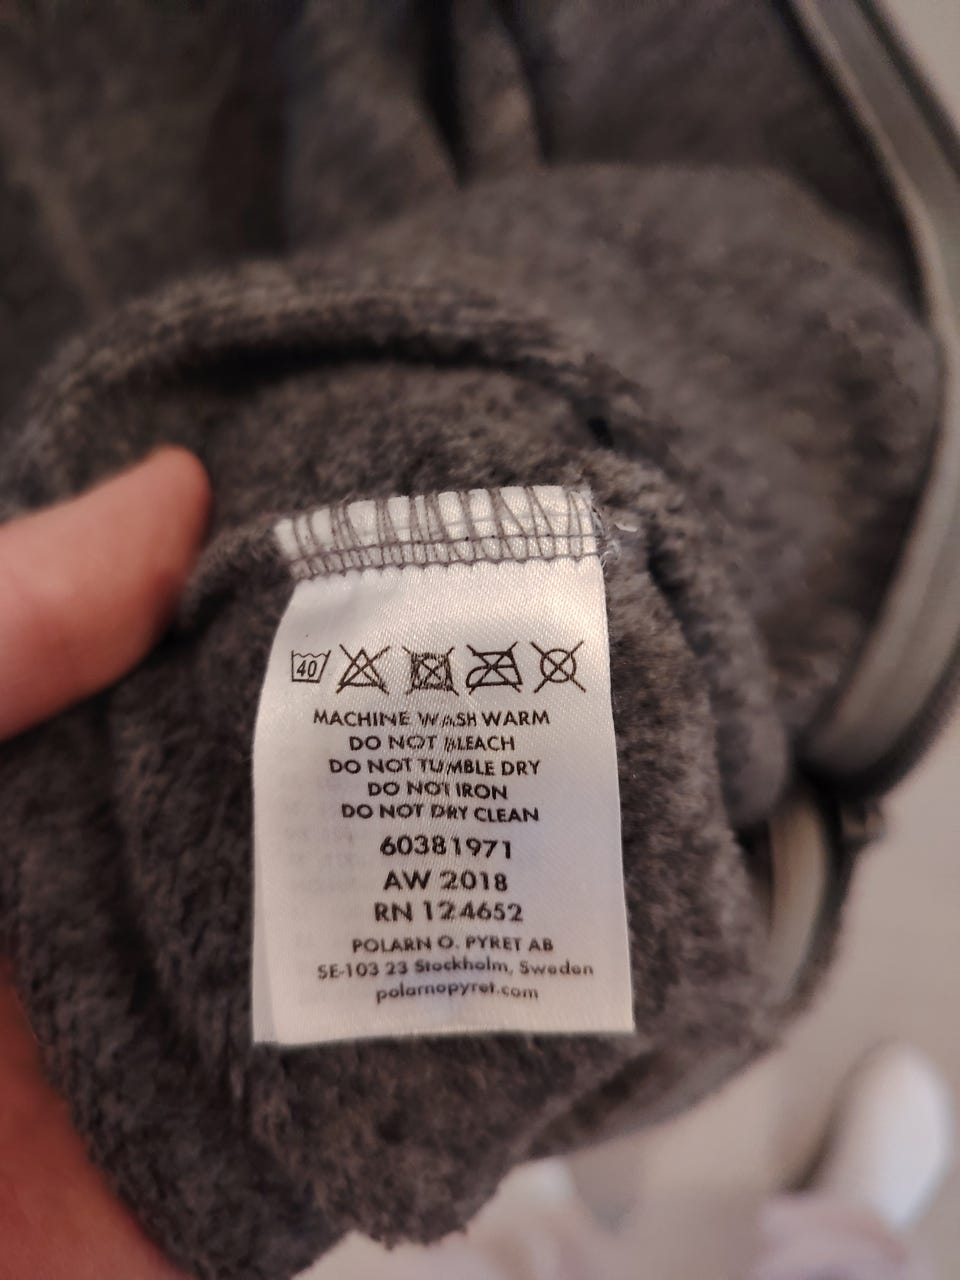 40
MACHINE WASH WARM
DO NOT BLEACH
DO NOT TUMBLE DRY
DO NOT IRON
DO NOT DRY CLEAN
60381971
AW 2018
RN 124652
POLARN O. PYRET AB
SE-103 23 Stockholm, Sweden
polarnopyret.com